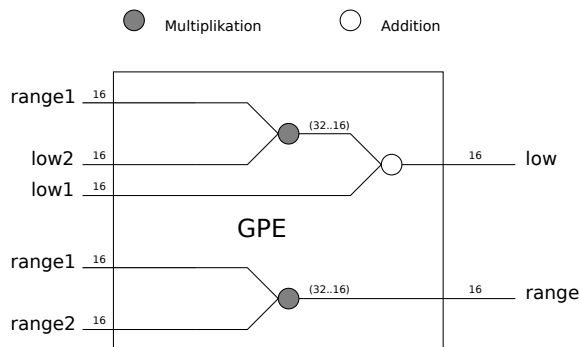 Multiplikation Addition
range1 16
(32..16)
low2 16 16 low
low1 16
GPE
range1 16
(32..16) 16 range
range2 16